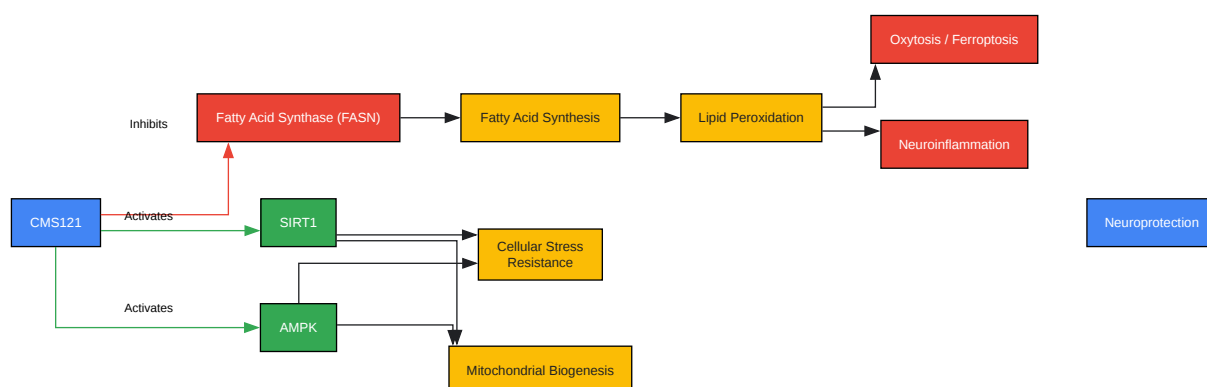 Oxytosis / Ferroptosis
Inhibits
Fatty Acid Synthase (FASN)
Fatty Acid Synthesis
Lipid Peroxidation
Neuroinflammation
CMS121
Activates
SIRT1
Cellular Stress
Resistance
Neuroprotection
Activates
AMPK
Mitochondrial Biogenesis